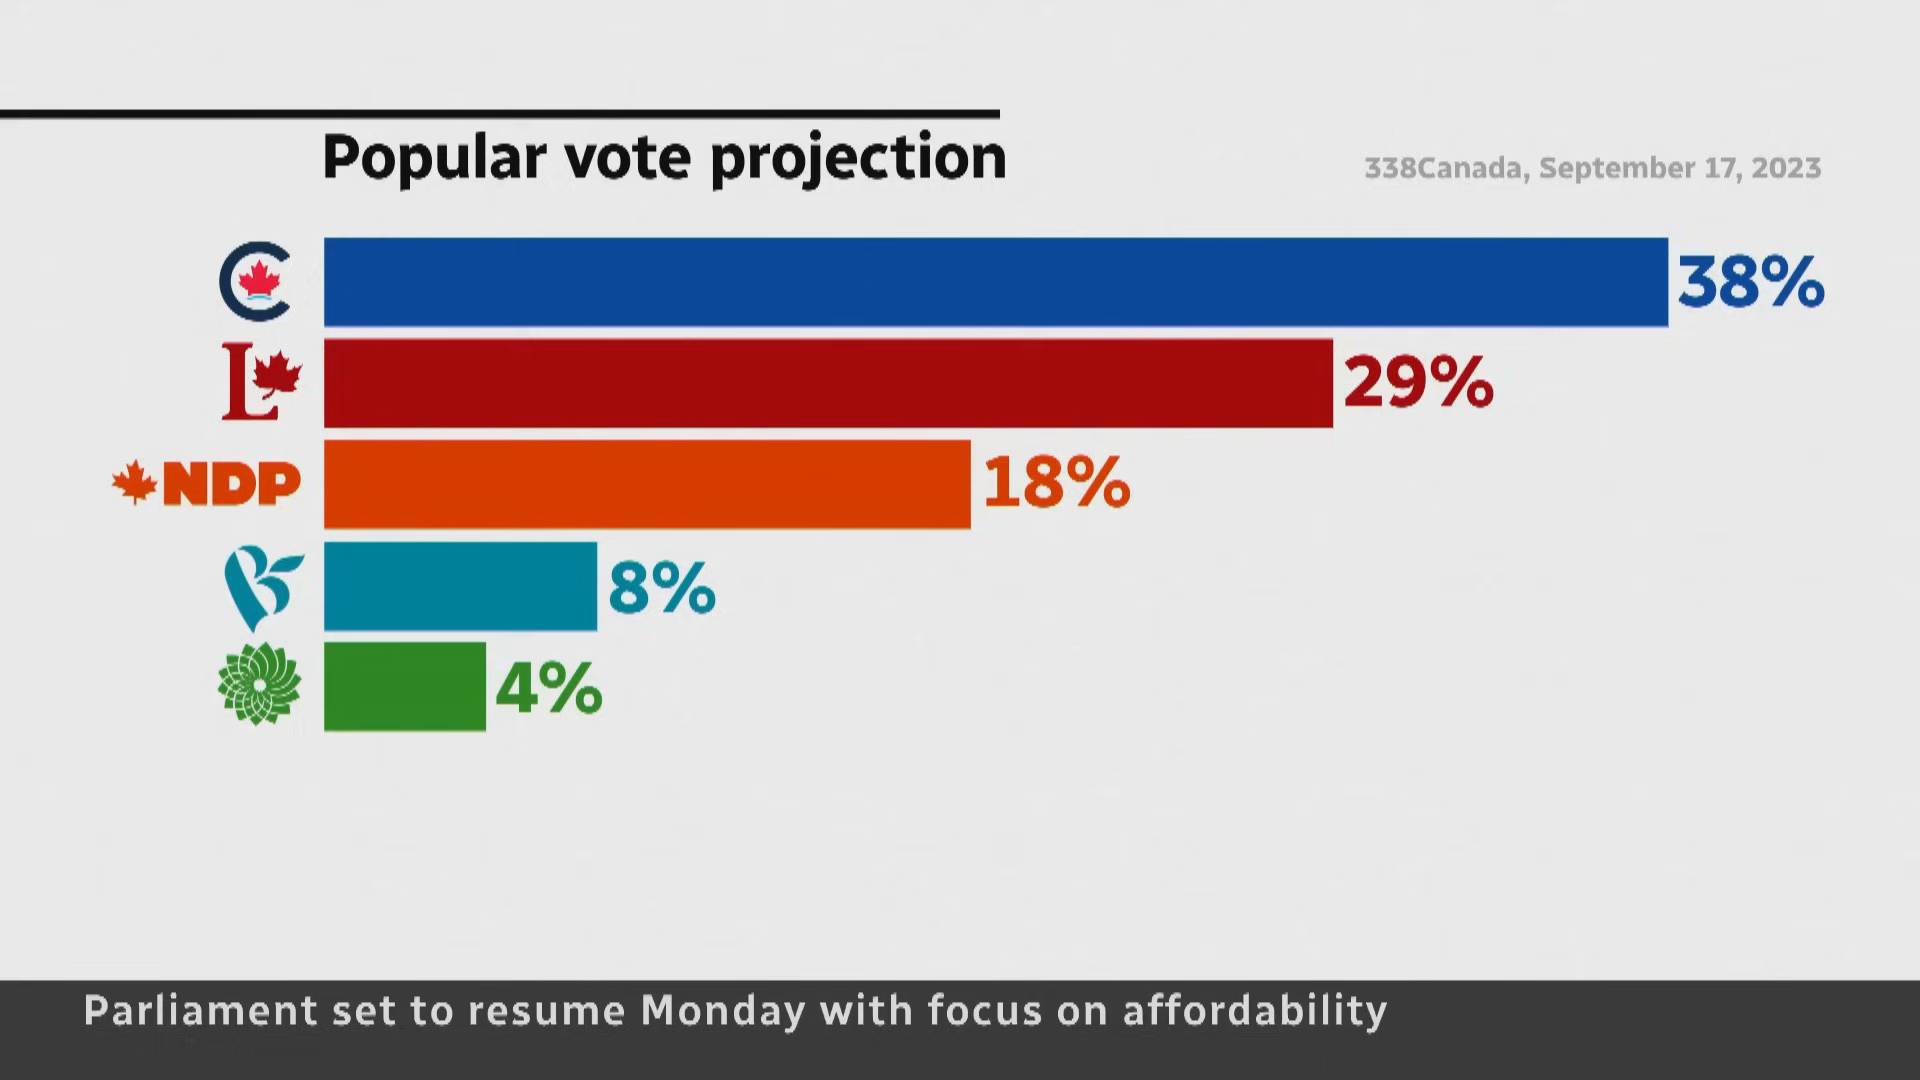 Popular vote projection
338Canada, September 17, 2023
C
38%
L
29%
NDP
18%
8%
4%
Parliament set to resume Monday with focus on affordability